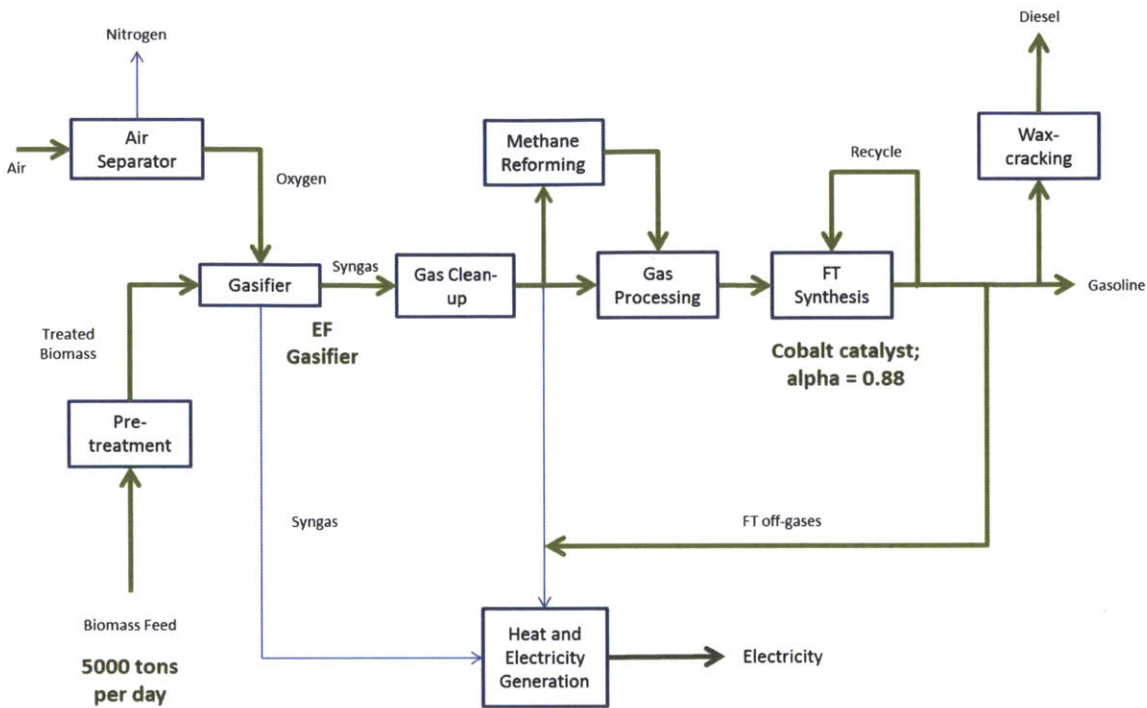 Nitrogen
Diesel
Air
Separator
Air
Oxygen
Methane
Reforming
Recycle
Wax-
cracking
Gasifier
Syngas
Gas Clean-
up
Gas
Processing
FT
Synthesis
Gasoline
EF
Gasifier
Treated
Biomass
Cobalt catalyst;
alpha = 0.88
Pre-
treatment
Syngas
FT off-gases
Biomass Feed
5000 tons
per day
Heat and
Electricity
Generation
Electricity